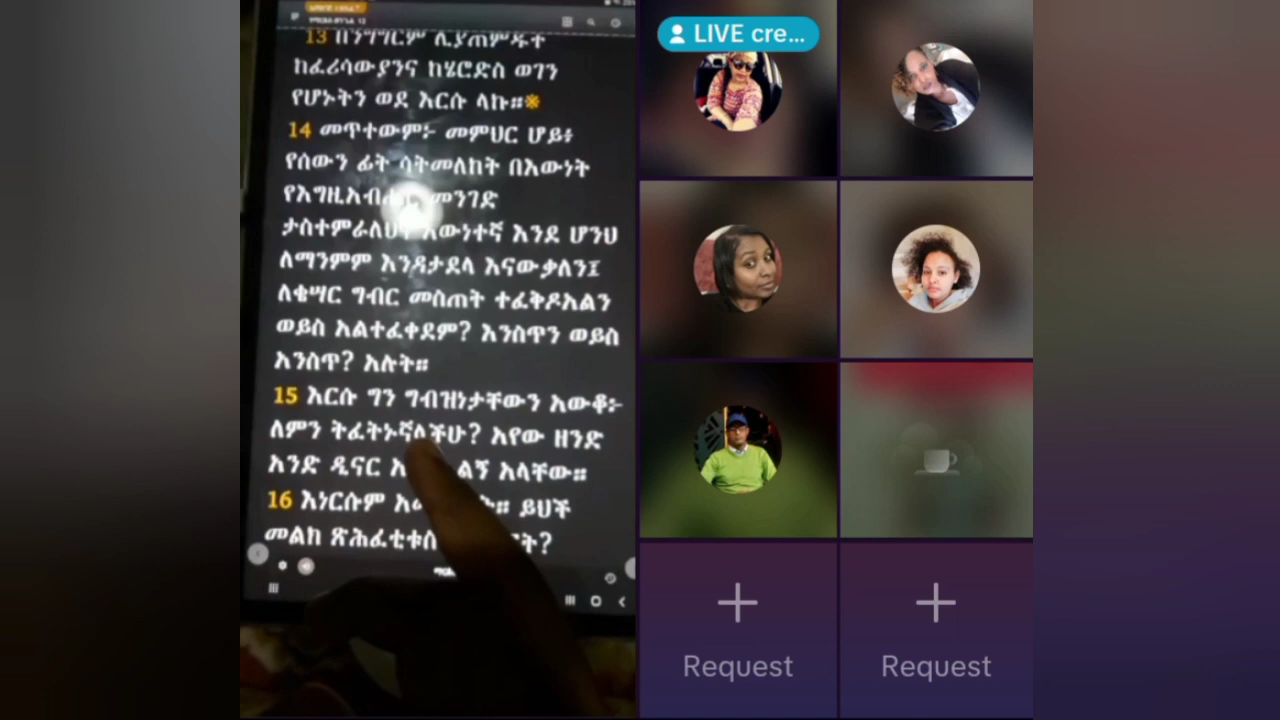 13 በንግግርም ሊያጠምዱት
ከፈሪሳውያንና ከሄሮድስ ወገን
የሆኑትን ወደ እርሱ ላኩ።※
14 መጥተውም፦ መምህር ሆይ፥
የሰውን ፊት ሳትመለከት በእውነት
መንገድ
እውነተኛ እንደ ሆንህ
ለማንምም እንዳታደላ እናውቃለን፤
ለቄሣር ግብር መስጠት ተፈቅዶአልን
ወይስ አልተፈቀደም? እንስጥን ወይስ
አንስጥ? አሉት።
15 እርሱ ግን ግብዝነታቸውን አውቆ፦
ለምን ትፈትኑኛላችሁ? አየው ዘንድ
አንድ ዲናር አላቸው።
16 እነርሱም ይህች
መልክ
LIVE cre...
Request
Request